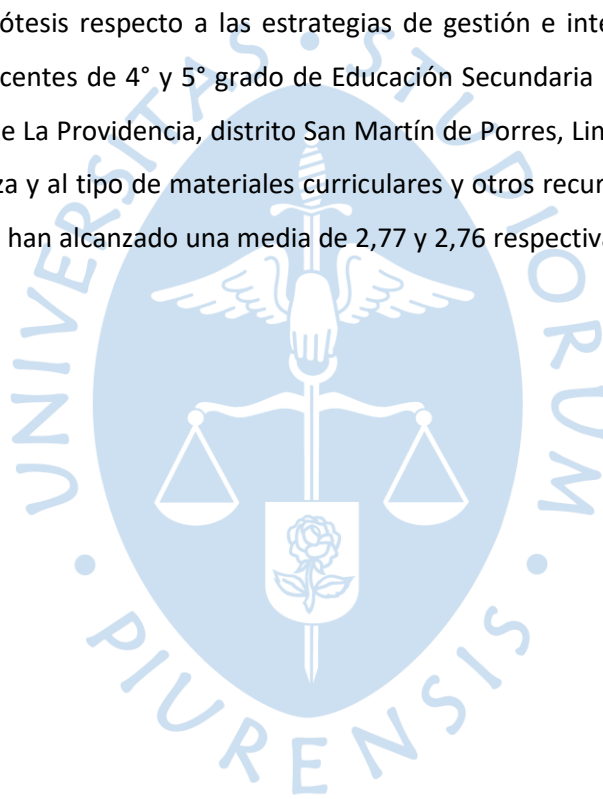 ótesis respecto a las estrategias de gestión e inte
centes de 4° y 5° grado de Educación Secundaria
e La Providencia, distrito San Martín de Porres, Lim
za y al tipo de materiales curriculares y otros recur
han alcanzado una media de 2,77 y 2,76 respectiva
UNIVERSITAS • STUDIORUM • PIURENSIS •